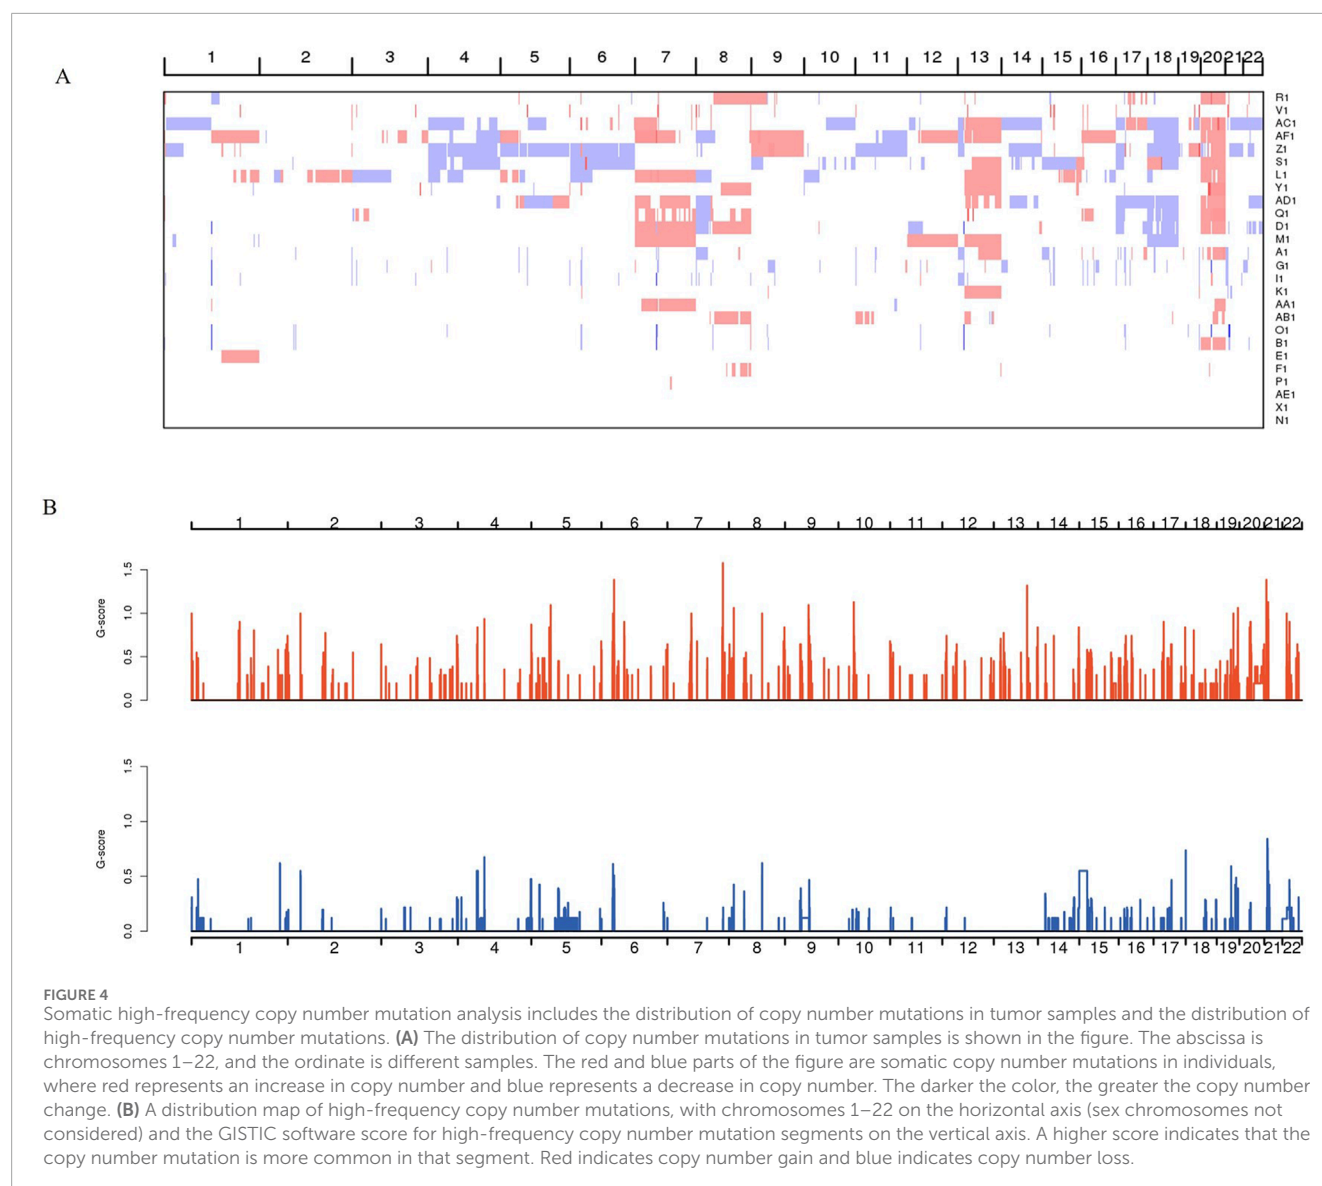 1 2 3 4 5 6 7 8 9 10 11 12 13 14 15 16 17 18 19 20 21 22
A
R1
V1
AC1
AF1
Z1
S1
L1
Y1
AD1
Q1
D1
M1
A1
G1
I1
K1
AA1
AB1
O1
B1
E1
F1
P1
AE1
X1
N1
B
1 2 3 4 5 6 7 8 9 10 11 12 13 14 15 16 17 18 19 20 21 22
G-score
1.5
1.0
0.5
0.0
G-score
1.5
1.0
0.5
0.0
1 2 3 4 5 6 7 8 9 10 11 12 13 14 15 16 17 18 19 20 21 22
FIGURE 4
Somatic high-frequency copy number mutation analysis includes the distribution of copy number mutations in tumor samples and the distribution of
high-frequency copy number mutations. (A) The distribution of copy number mutations in tumor samples is shown in the figure. The abscissa is
chromosomes 1–22, and the ordinate is different samples. The red and blue parts of the figure are somatic copy number mutations in individuals,
where red represents an increase in copy number and blue represents a decrease in copy number. The darker the color, the greater the copy number
change. (B) A distribution map of high-frequency copy number mutations, with chromosomes 1–22 on the horizontal axis (sex chromosomes not
considered) and the GISTIC software score for high-frequency copy number mutation segments on the vertical axis. A higher score indicates that the
copy number mutation is more common in that segment. Red indicates copy number gain and blue indicates copy number loss.